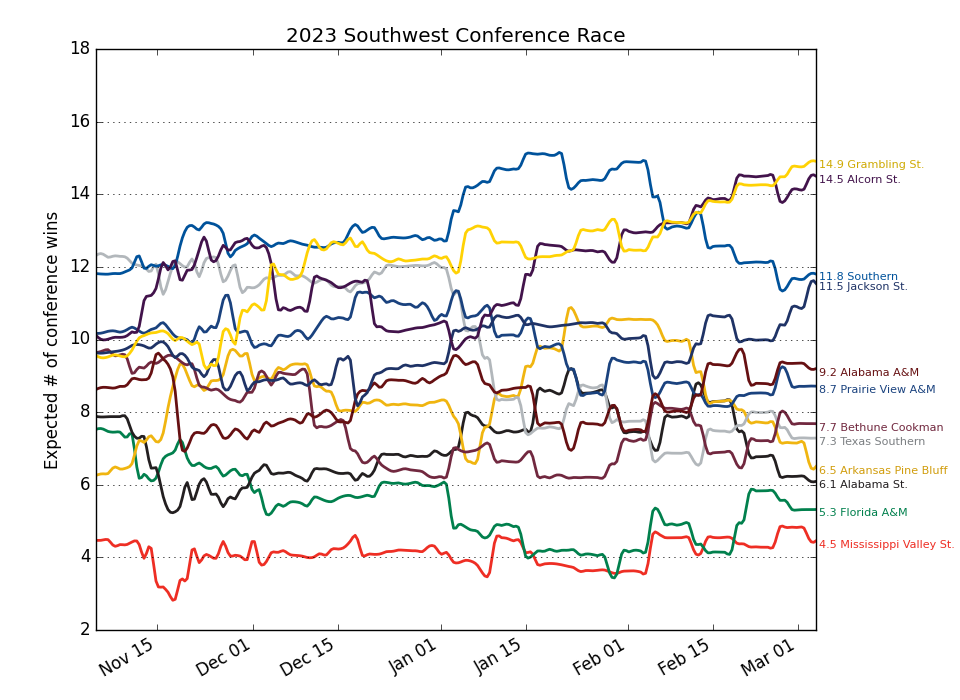 2023 Southwest Conference Race
Expected # of conference wins
18
16
14
12
10
8
6
4
2
Nov 15
Dec 01
Dec 15
Jan 01
Jan 15
Feb 01
Feb 15
Mar 01
14.9 Grambling St.
14.5 Alcorn St.
11.8 Southern
11.5 Jackson St.
9.2 Alabama A&M
8.7 Prairie View A&M
7.7 Bethune Cookman
7.3 Texas Southern
6.5 Arkansas Pine Bluff
6.1 Alabama St.
5.3 Florida A&M
4.5 Mississippi Valley St.